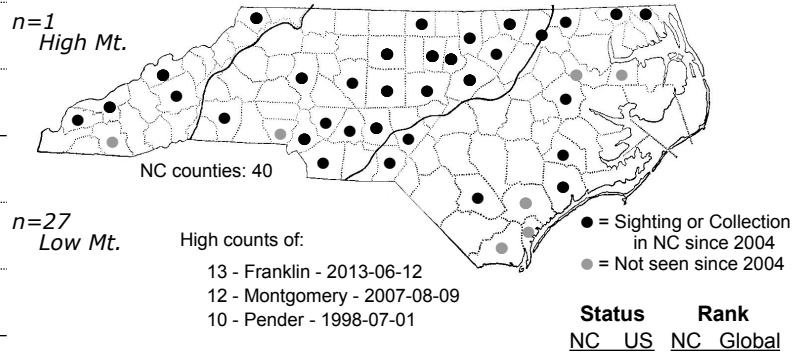 n=1
High Mt.
NC counties: 40
n=27
Low Mt.
High counts of:
13 - Franklin - 2013-06-12
12 - Montgomery - 2007-08-09
10 - Pender - 1998-07-01
= Sighting or Collection
in NC since 2004
= Not seen since 2004
Status Rank
NC US NC Global